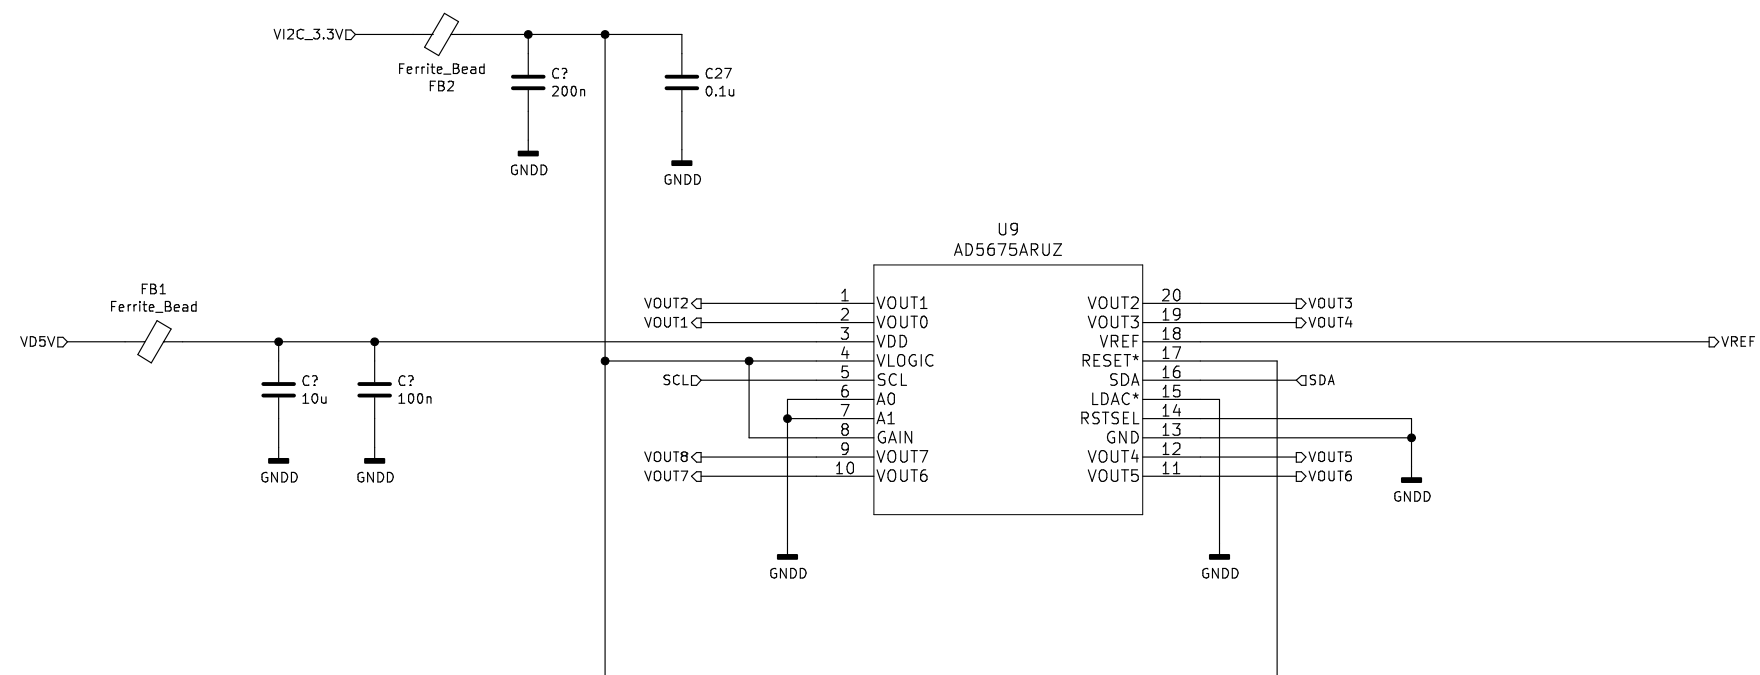 VI2C_3.3V
Ferrite_Bead
FB2
C?
200n
C27
0.1u
GNDD
GNDD
U9
AD5675ARUZ
FB1
Ferrite_Bead
VD5V
C?
10u
C?
100n
GNDD
GNDD
VOUT2 1 VOUT1 VOUT2 20 VOUT3
VOUT1 2 VOUT0 VOUT3 19 VOUT4
3 VDD VREF 18 VREF
4 VLOGIC RESET* 17
SCL 5 SCL SDA 16 SDA
6 A0 LDAC* 15
7 A1 RSTSEL 14
8 GAIN GND 13
VOUT8 9 VOUT7 VOUT4 12 VOUT5
VOUT7 10 VOUT6 VOUT5 11 VOUT6
GNDD
GNDD
GNDD